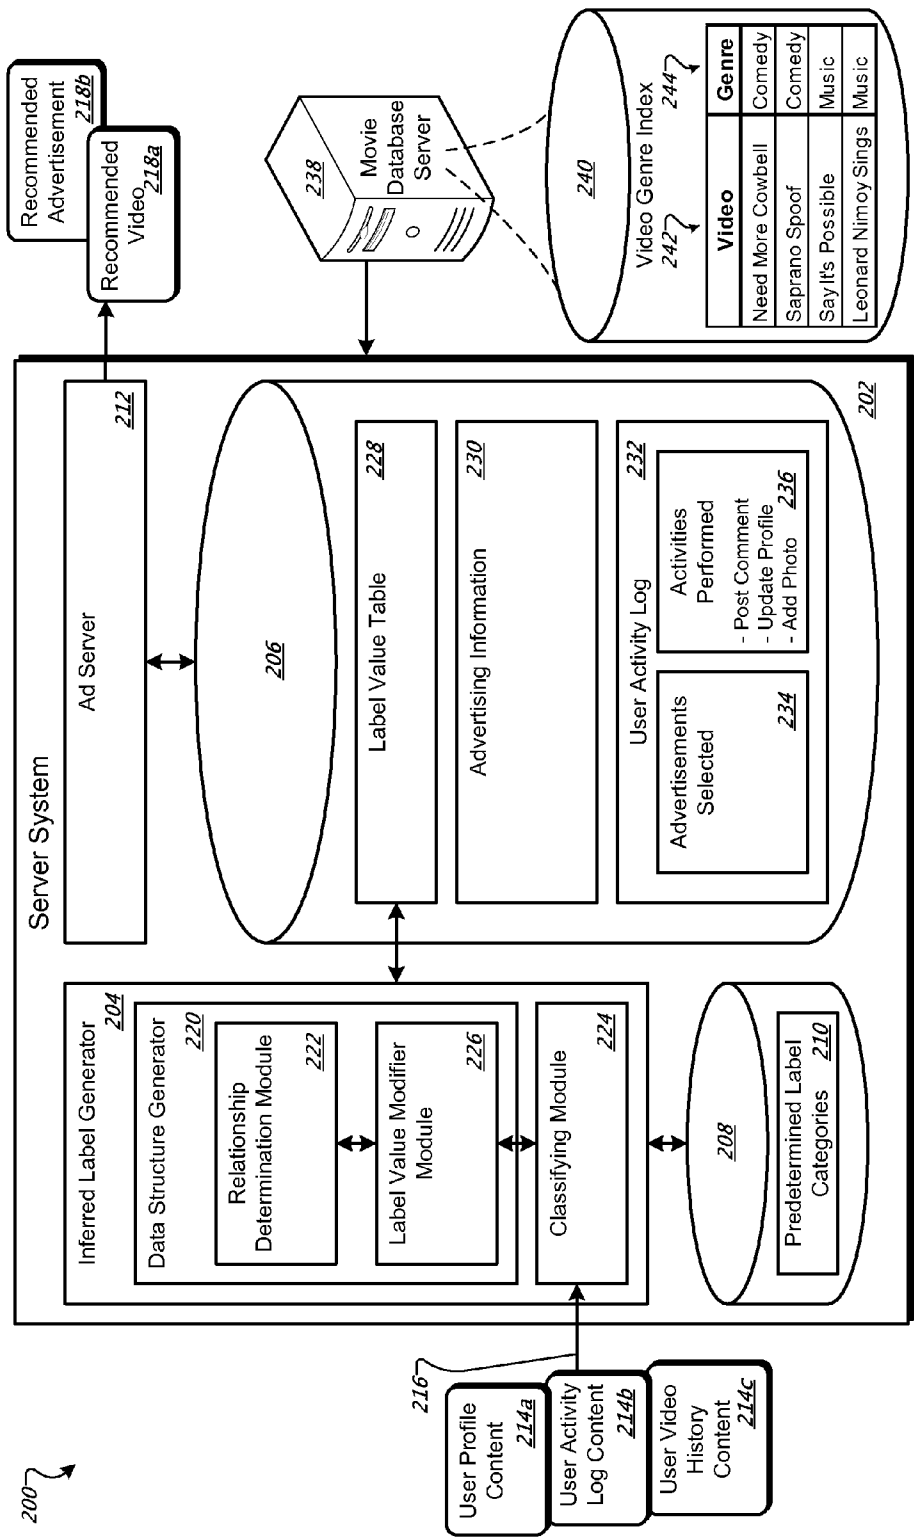 200
Server System
202
Inferred Label Generator
204
Data Structure Generator
220
Relationship
Determination Module
222
Label Value Modifier
Module
226
Classifying Module
224
208
Predetermined Label
Categories
210
216
User Profile
Content
214a
User Activity
Log Content
214b
User Video
History
Content
214c
Ad Server
212
206
Label Value Table
228
Advertising Information
230
User Activity Log
232
Advertisements
Selected
234
Activities
Performed
- Post Comment
- Update Profile
- Add Photo
236
Recommended
Advertisement
218b
Recommended
Video
218a
238
Movie
Database
Server
240
Video Genre Index
242
244
Video Genre
Need More Cowbell Comedy
Saprano Spoof Comedy
Say It's Possible Music
Leonard Nimoy Sings Music